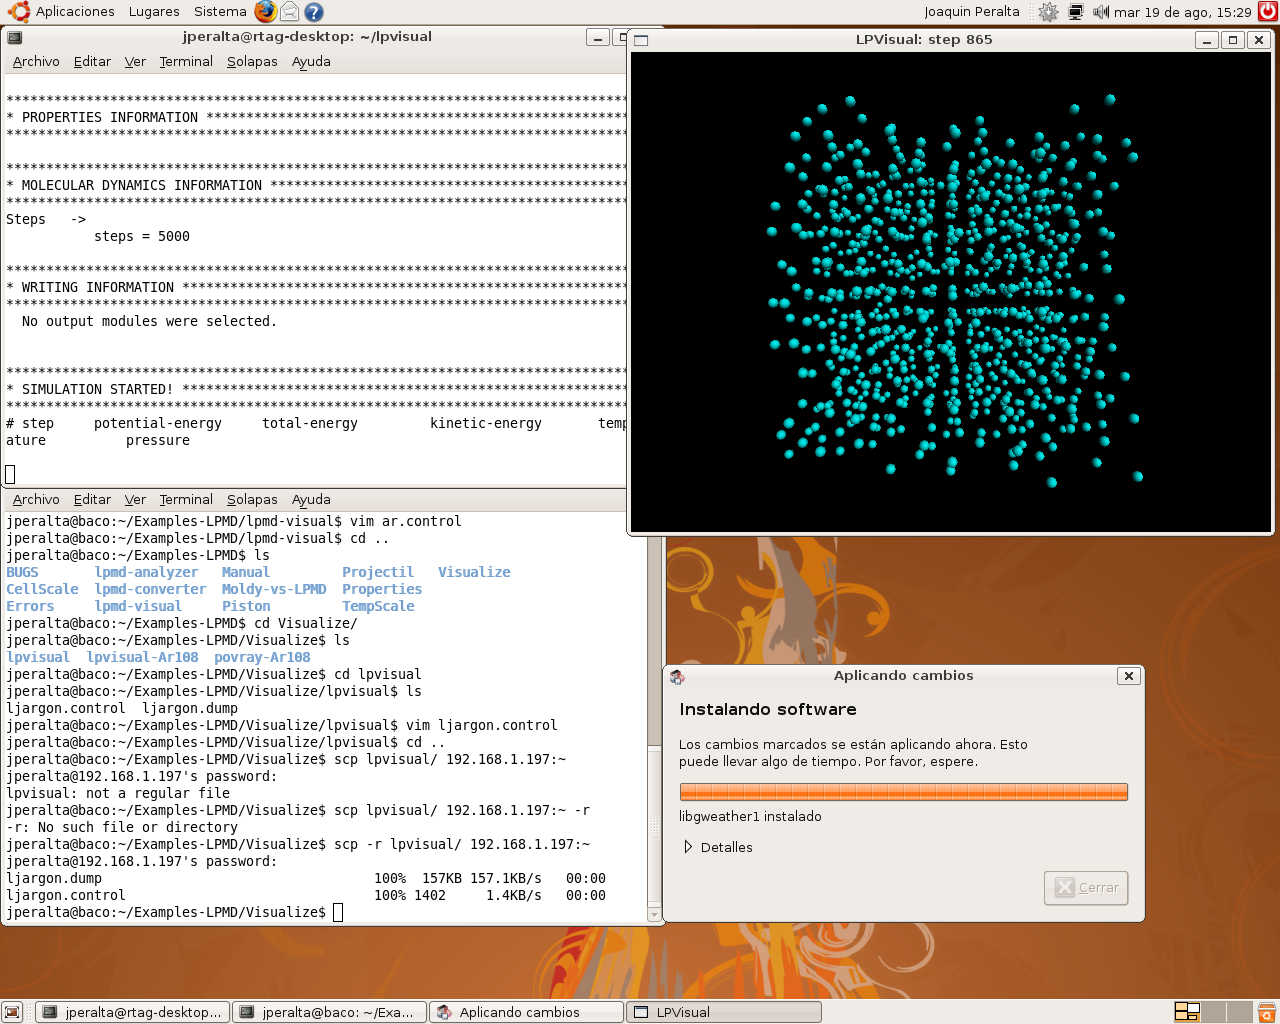 Aplicaciones Lugares Sistema
Joaquin Peralta mar 19 de ago, 15:29
jperalta@rtag-desktop: ~/lpvisual
Archivo Editar Ver Terminal Solapas Ayuda
******************************************************************************
* PROPERTIES INFORMATION *****************************************************
******************************************************************************
******************************************************************************
* MOLECULAR DYNAMICS INFORMATION *********************************************
******************************************************************************
Steps   ->
           steps = 5000
******************************************************************************
* WRITING INFORMATION ********************************************************
******************************************************************************
  No output modules were selected.
******************************************************************************
* SIMULATION STARTED! ********************************************************
******************************************************************************
# step     potential-energy     total-energy         kinetic-energy       temp
ature          pressure
LPVisual: step 865
Archivo Editar Ver Terminal Solapas Ayuda
jperalta@baco:~/Examples-LPMD/lpmd-visual$ vim ar.control
jperalta@baco:~/Examples-LPMD/lpmd-visual$ cd ..
jperalta@baco:~/Examples-LPMD$ ls
BUGS       lpmd-analyzer   Manual         Projectil   Visualize
CellScale  lpmd-converter  Moldy-vs-LPMD  Properties
Errors     lpmd-visual     Piston         TempScale
jperalta@baco:~/Examples-LPMD$ cd Visualize/
jperalta@baco:~/Examples-LPMD/Visualize$ ls
lpvisual  lpvisual-Ar108  povray-Ar108
jperalta@baco:~/Examples-LPMD/Visualize$ cd lpvisual
jperalta@baco:~/Examples-LPMD/Visualize/lpvisual$ ls
ljargon.control  ljargon.dump
jperalta@baco:~/Examples-LPMD/Visualize/lpvisual$ vim ljargon.control
jperalta@baco:~/Examples-LPMD/Visualize/lpvisual$ cd ..
jperalta@baco:~/Examples-LPMD/Visualize$ scp lpvisual/ 192.168.1.197:~
jperalta@192.168.1.197's password:
lpvisual: not a regular file
jperalta@baco:~/Examples-LPMD/Visualize$ scp lpvisual/ 192.168.1.197:~ -r
-r: No such file or directory
jperalta@baco:~/Examples-LPMD/Visualize$ scp -r lpvisual/ 192.168.1.197:~
jperalta@192.168.1.197's password:
ljargon.dump                                  100%  157KB 157.1KB/s   00:00
ljargon.control                               100% 1402     1.4KB/s   00:00
jperalta@baco:~/Examples-LPMD/Visualize$
Aplicando cambios
Instalando software
Los cambios marcados se están aplicando ahora. Esto
puede llevar algo de tiempo. Por favor, espere.
libgweather1 instalado
Detalles
Cerrar
jperalta@rtag-desktop... jperalta@baco: ~/Exa... Aplicando cambios LPVisual